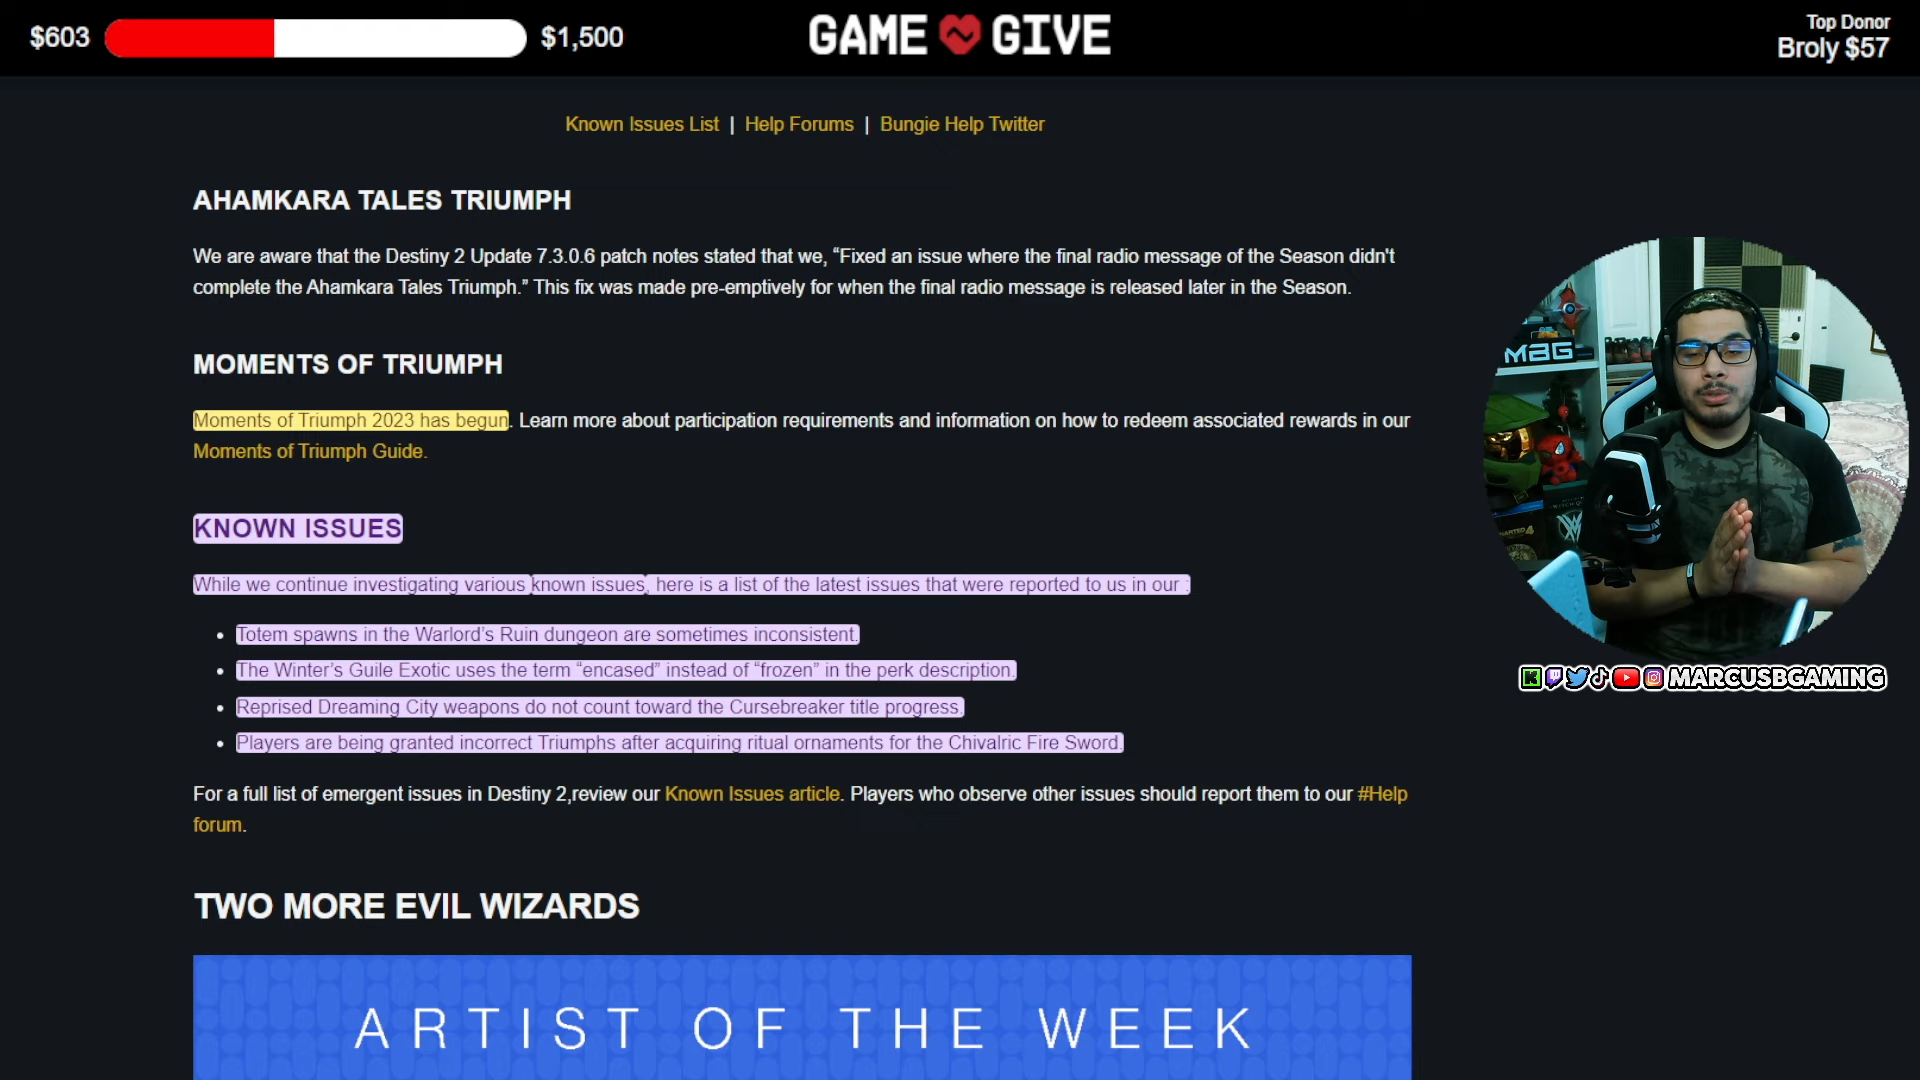 $603 $1,500 GAME GIVE Top Donor
Broly $57
Known Issues List | Help Forums | Bungie Help Twitter
AHAMKARA TALES TRIUMPH
We are aware that the Destiny 2 Update 7.3.0.6 patch notes stated that we, “Fixed an issue where the final radio message of the Season didn't
complete the Ahamkara Tales Triumph.” This fix was made pre-emptively for when the final radio message is released later in the Season.
MOMENTS OF TRIUMPH
Moments of Triumph 2023 has begun. Learn more about participation requirements and information on how to redeem associated rewards in our
Moments of Triumph Guide.
KNOWN ISSUES
While we continue investigating various known issues, here is a list of the latest issues that were reported to us in our :
• Totem spawns in the Warlord’s Ruin dungeon are sometimes inconsistent.
• The Winter’s Guile Exotic uses the term “encased” instead of “frozen” in the perk description.
• Reprised Dreaming City weapons do not count toward the Cursebreaker title progress.
• Players are being granted incorrect Triumphs after acquiring ritual ornaments for the Chivalric Fire Sword.
For a full list of emergent issues in Destiny 2,review our Known Issues article. Players who observe other issues should report them to our #Help
forum.
TWO MORE EVIL WIZARDS
ARTIST OF THE WEEK
MBG
MARCUSBGAMING